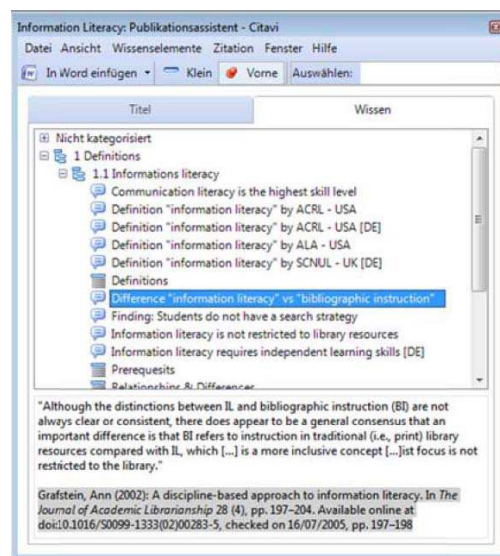 Information Literacy: Publikationsassistent - Citavi
Datei Ansicht Wissenselemente Zitation Fenster Hilfe
In Word einfügen Klein Vorne Auswählen:
Titel Wissen
Nicht kategorisiert
1 Definitions
1.1 Informations literacy
Communication literacy is the highest skill level
Definition "information literacy" by ACRL - USA
Definition "information literacy" by ACRL - USA [DE]
Definition "information literacy" by ALA - USA
Definition "information literacy" by SCNUL - UK [DE]
Definitions
Difference "information literacy" vs "bibliographic instruction"
Finding: Students do not have a search strategy
Information literacy is not restricted to library resources
Information literacy requires independent learning skills [DE]
Prerequesits
Relationships & Differences
"Although the distinctions between IL and bibliographic instruction (BI) are not
always clear or consistent, there does appear to be a general consensus that an
important difference is that BI refers to instruction in traditional (i.e., print) library
resources compared with IL, which [...] is a more inclusive concept [...]ist focus is not
restricted to the library."
Grafstein, Ann (2002): A discipline-based approach to information literacy. In The
Journal of Academic Librarianship 28 (4), pp. 197–204. Available online at
doi:10.1016/S0099-1333(02)00283-5, checked on 16/07/2005, pp. 197–198